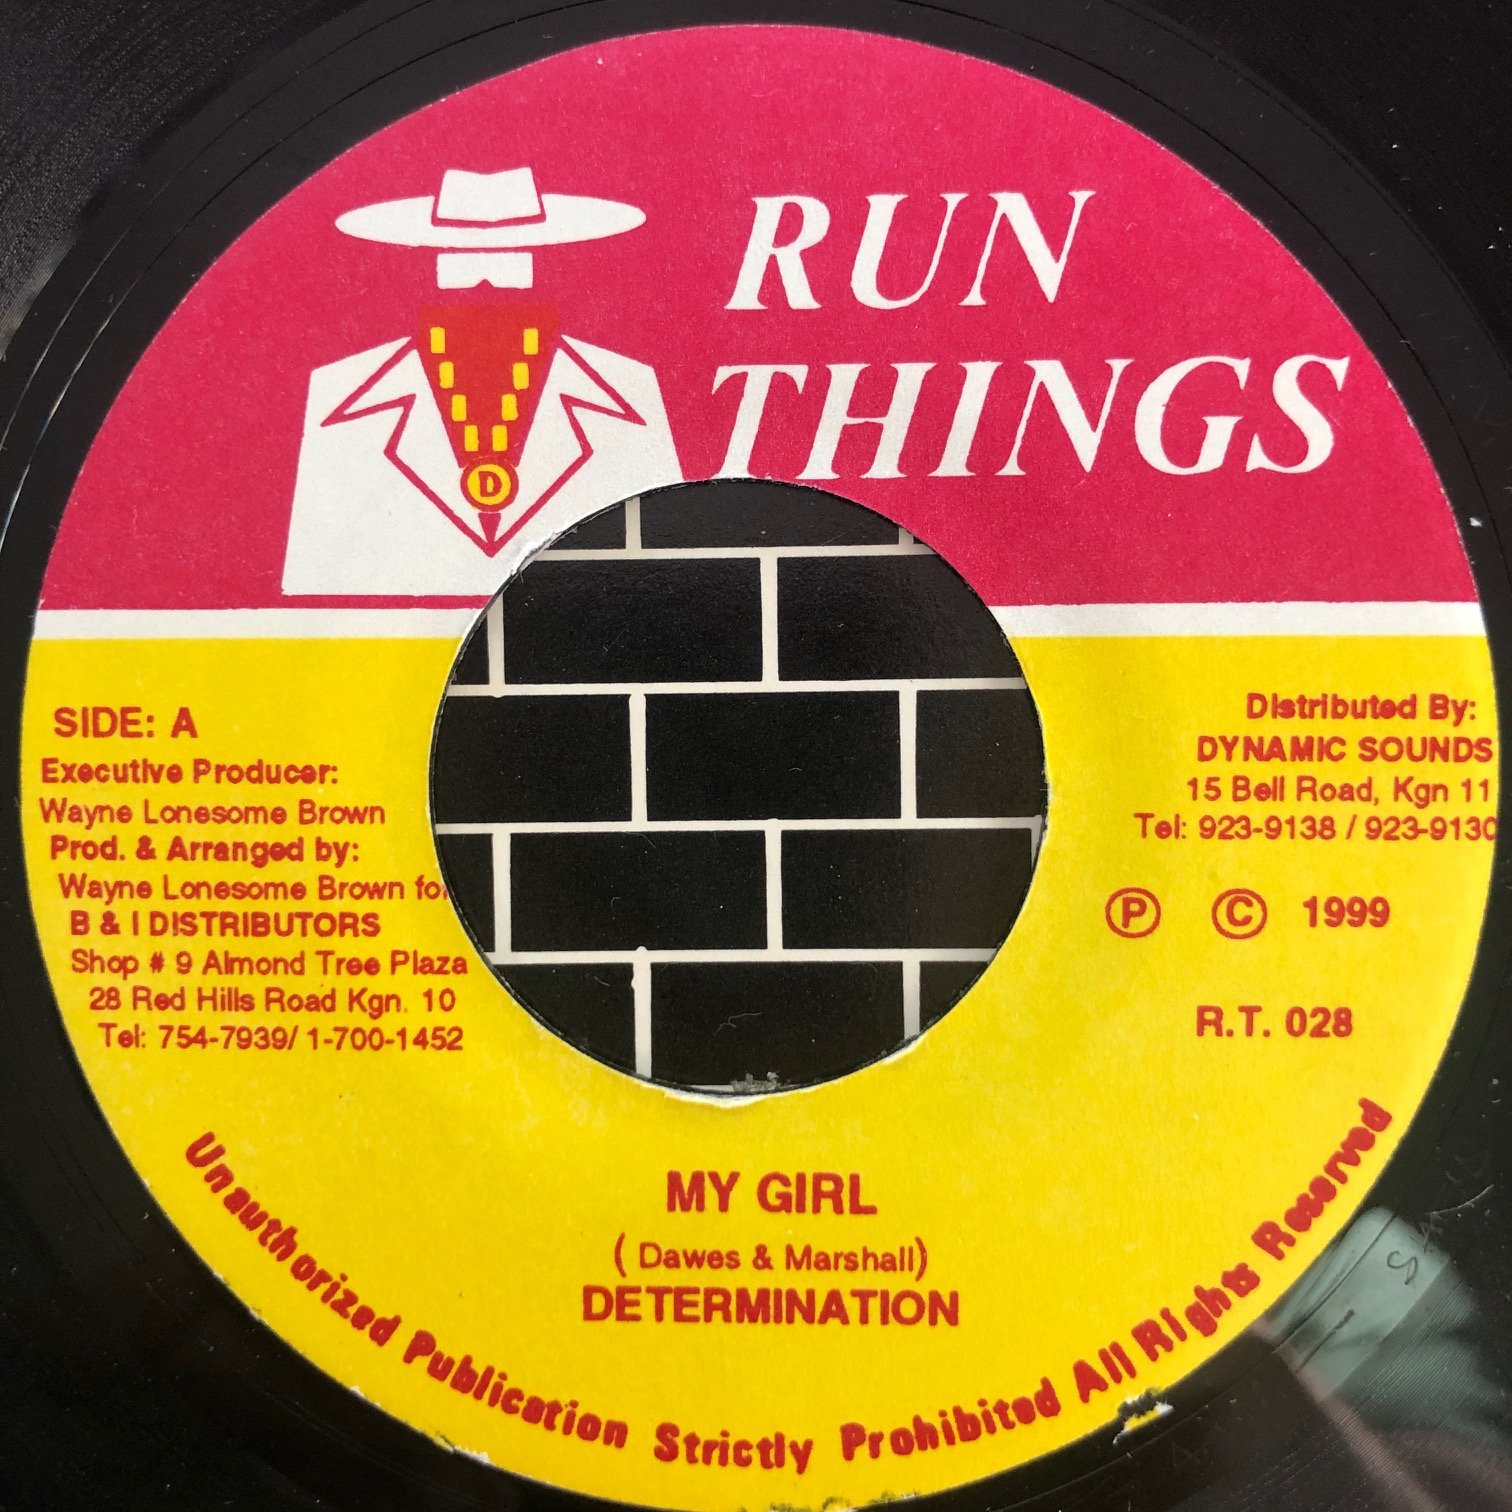 RUN
THINGS
D
SIDE: A
Executive Producer:
Wayne Lonesome Brown
Prod. & Arranged by:
Wayne Lonesome Brown for
B & I DISTRIBUTORS
Shop # 9 Almond Tree Plaza
28 Red Hills Road Kgn. 10
Tel: 754-7939/ 1-700-1452
Distributed By:
DYNAMIC SOUNDS
15 Bell Road, Kgn 11
Tel: 923-9138 / 923-9130
Ⓟ © 1999
R.T. 028
MY GIRL
( Dawes & Marshall)
DETERMINATION
Unauthorized Publication Strictly Prohibited All Rights Reserved